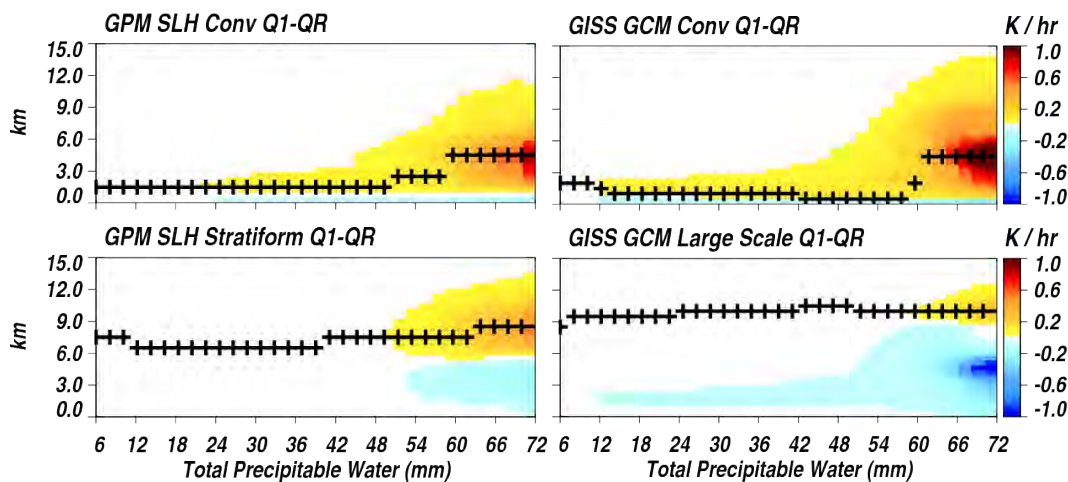 GPM SLH Conv Q1-QR
GISS GCM Conv Q1-QR
K / hr
15.0
12.0
9.0
6.0
3.0
0.0
km
1.0
0.6
0.2
-0.2
-0.6
-1.0
GPM SLH Stratiform Q1-QR
GISS GCM Large Scale Q1-QR
K / hr
15.0
12.0
9.0
6.0
3.0
0.0
km
1.0
0.6
0.2
-0.2
-0.6
-1.0
6 12 18 24 30 36 42 48 54 60 66 72
6 12 18 24 30 36 42 48 54 60 66 72
Total Precipitable Water (mm)
Total Precipitable Water (mm)